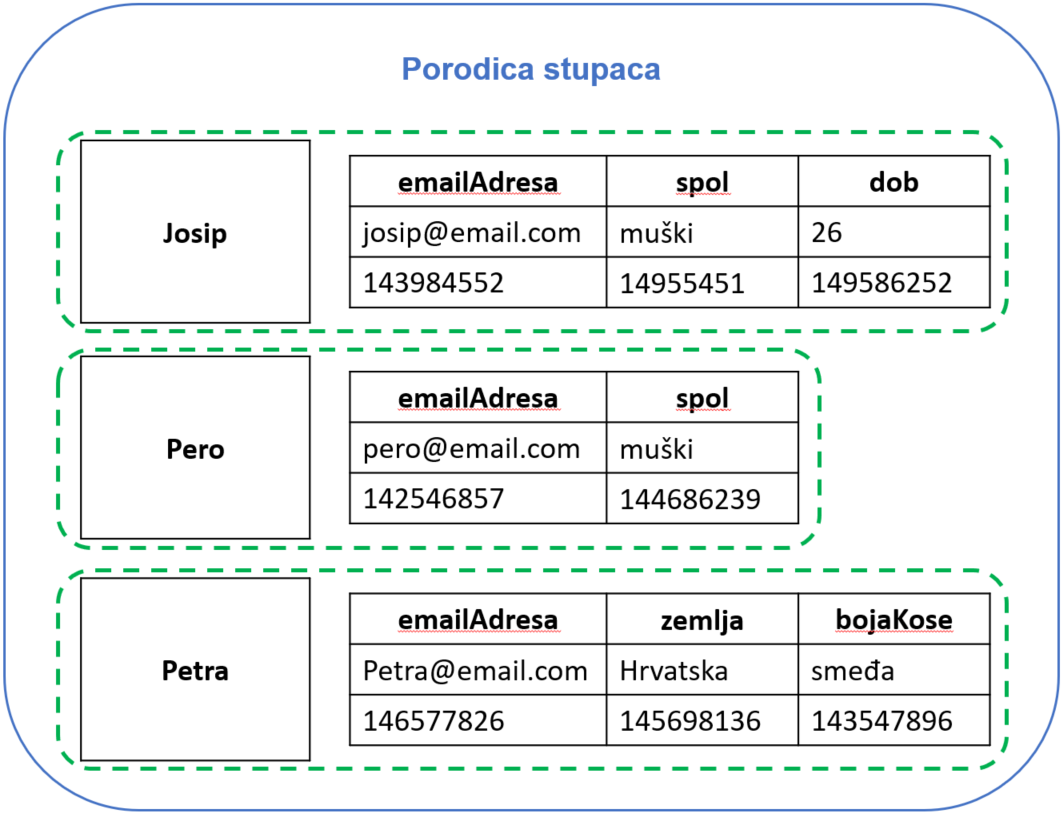 Porodica stupaca
Josip
emailAdresa spol dob
josip@email.com muški 26
143984552 14955451 149586252
Pero
emailAdresa spol
pero@email.com muški
142546857 144686239
Petra
emailAdresa zemlja bojaKose
Petra@email.com Hrvatska smeđa
146577826 145698136 143547896